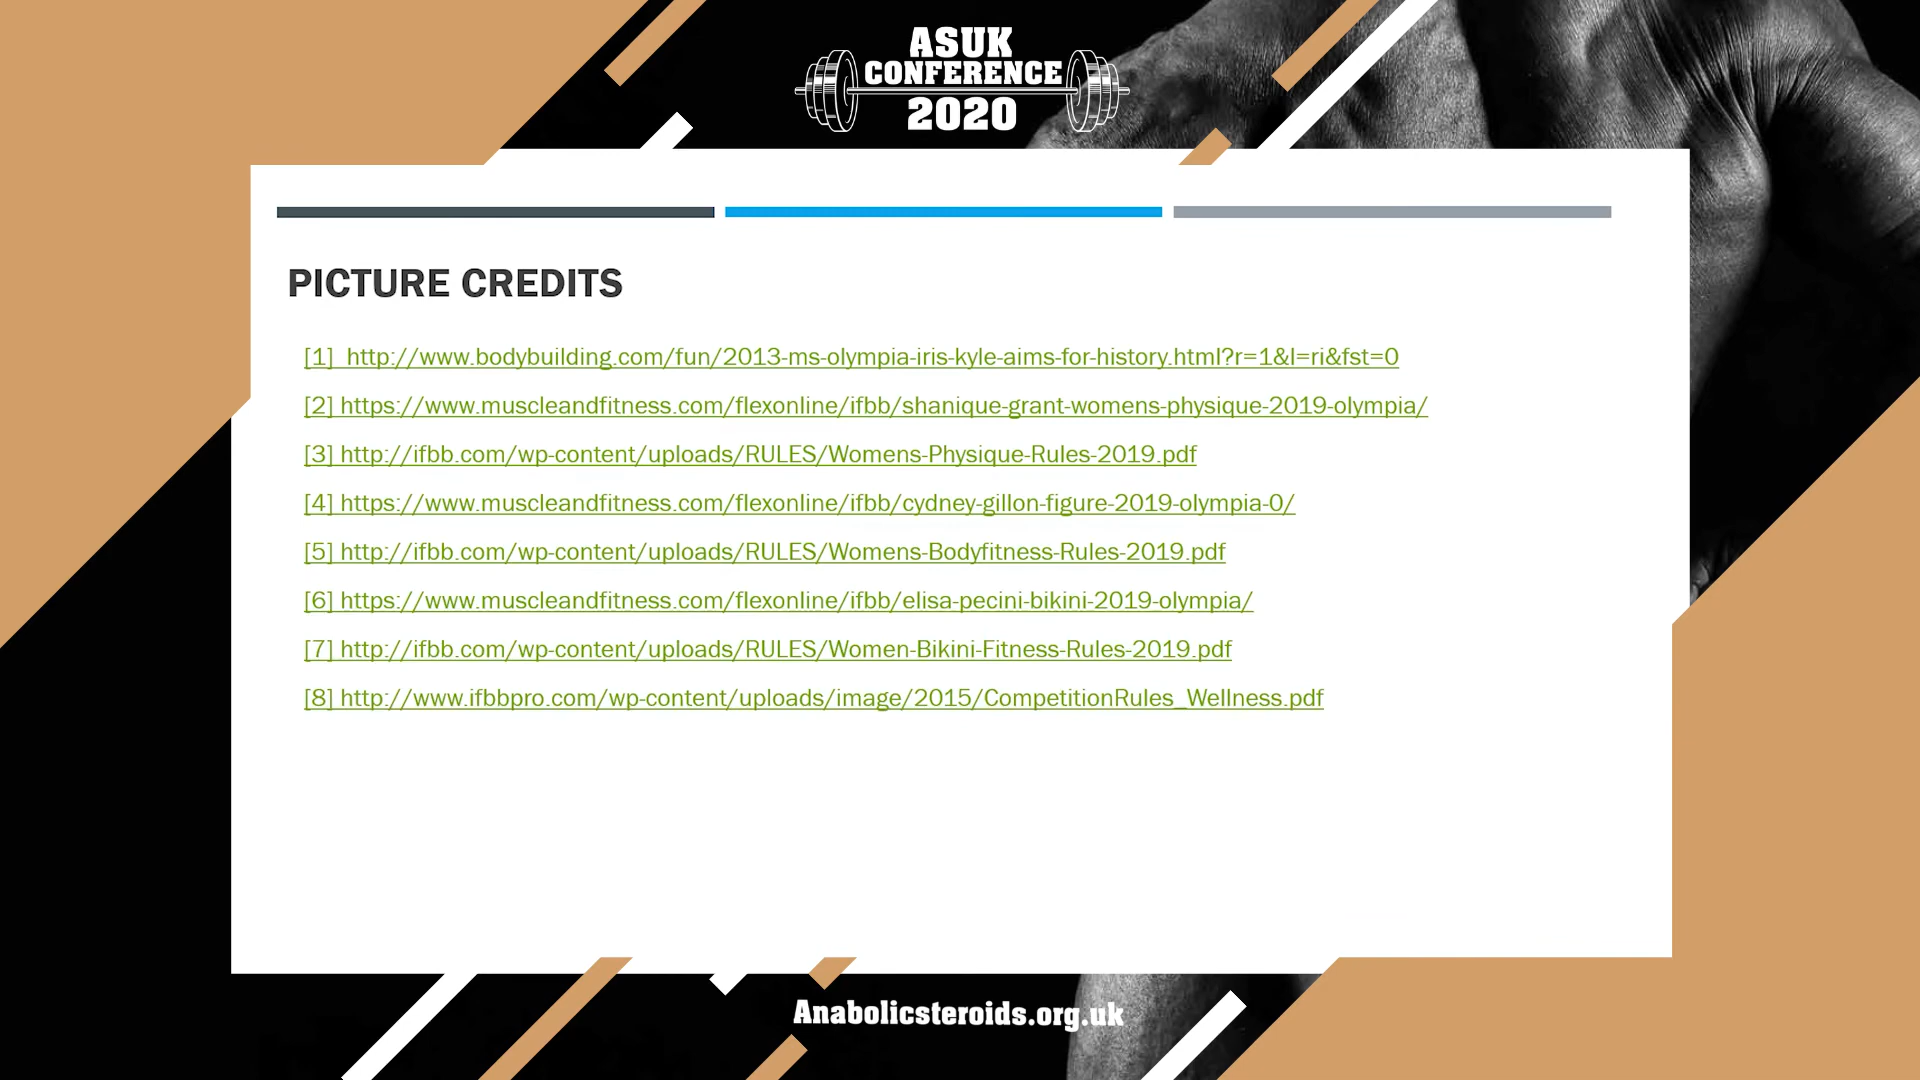 ASUK
CONFERENCE
2020
PICTURE CREDITS
[1]  http://www.bodybuilding.com/fun/2013-ms-olympia-iris-kyle-aims-for-history.html?r=1&l=ri&fst=0
[2] https://www.muscleandfitness.com/flexonline/ifbb/shanique-grant-womens-physique-2019-olympia/
[3] http://ifbb.com/wp-content/uploads/RULES/Womens-Physique-Rules-2019.pdf
[4] https://www.muscleandfitness.com/flexonline/ifbb/cydney-gillon-figure-2019-olympia-0/
[5] http://ifbb.com/wp-content/uploads/RULES/Womens-Bodyfitness-Rules-2019.pdf
[6] https://www.muscleandfitness.com/flexonline/ifbb/elisa-pecini-bikini-2019-olympia/
[7] http://ifbb.com/wp-content/uploads/RULES/Women-Bikini-Fitness-Rules-2019.pdf
[8] http://www.ifbbpro.com/wp-content/uploads/image/2015/CompetitionRules_Wellness.pdf
Anabolicsteroids.org.uk